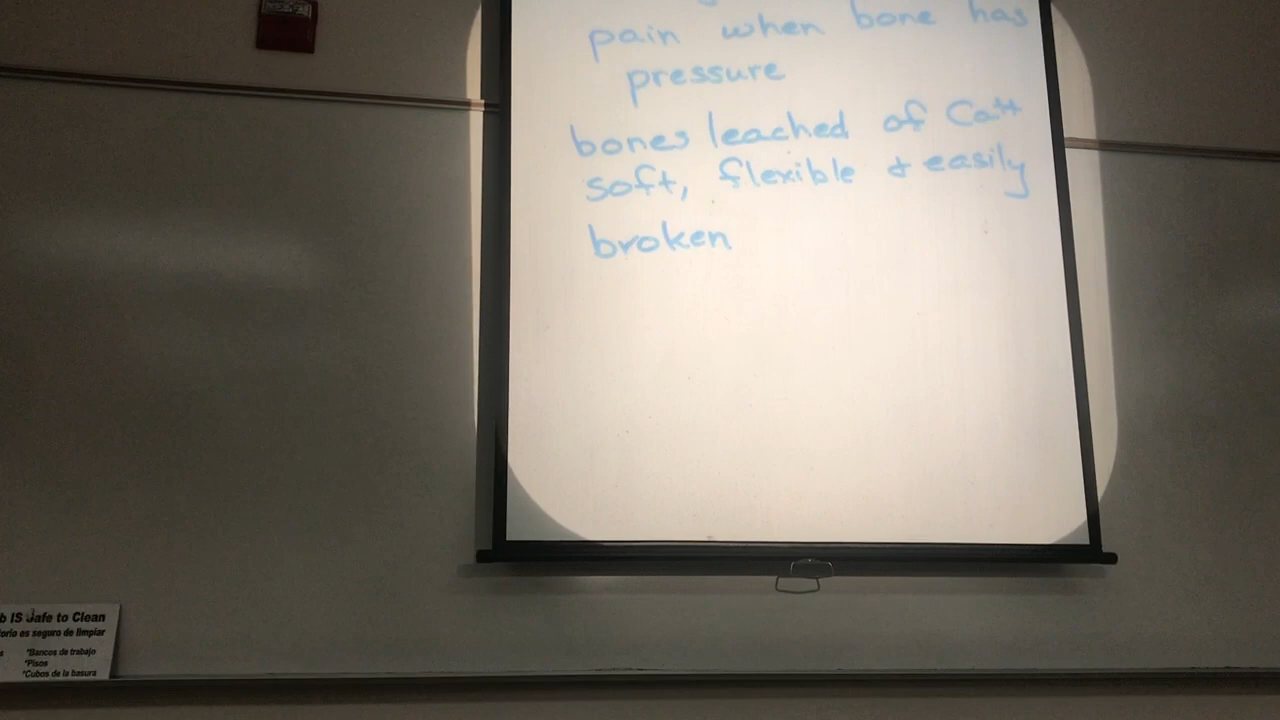 pain when bone has
pressure
bones leached of Ca++
soft, flexible & easily
broken
b IS Safe to Clean
orio es seguro de limpiar
*Bancos de trabajo
*Pisos
*Cubos de la basura